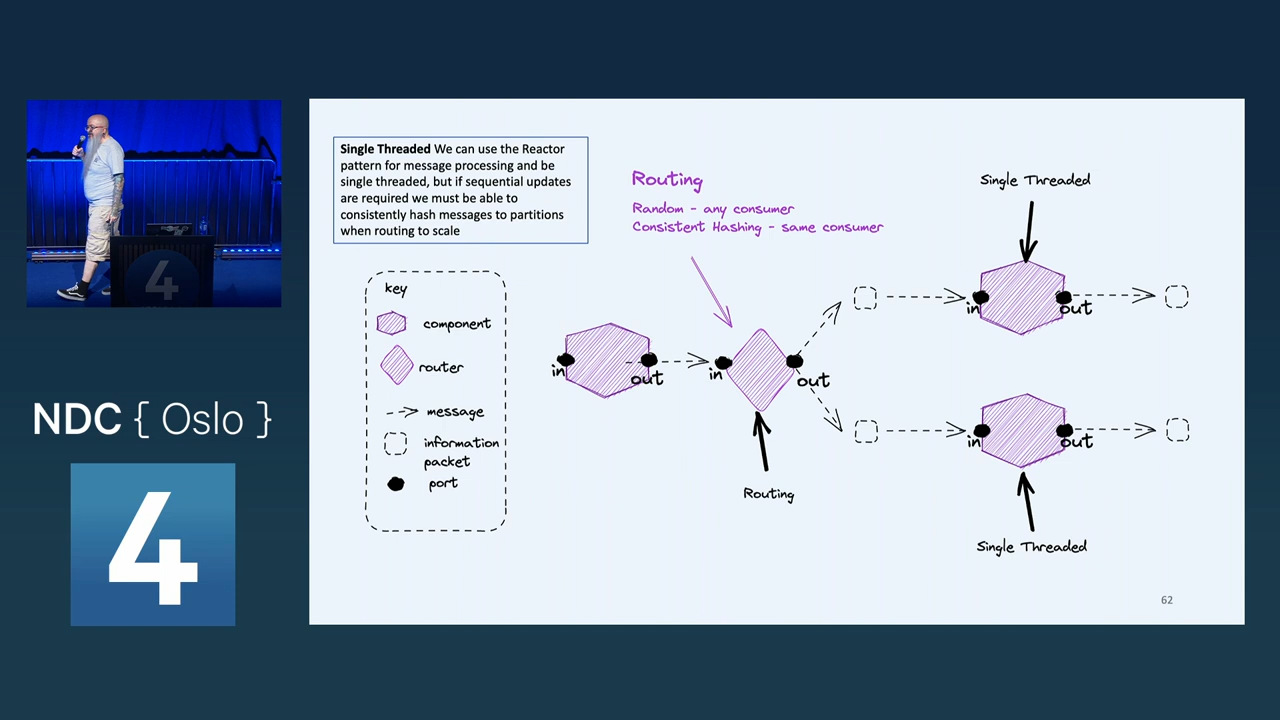 Single Threaded We can use the Reactor
pattern for message processing and be
single threaded, but if sequential updates
are required we must be able to
consistently hash messages to partitions
when routing to scale
Routing
Random - any consumer
Consistent Hashing - same consumer
Single Threaded
key
component
router
message
information
packet
port
in
out
in
out
Routing
in
out
in
out
Single Threaded
62
4
NDC { Oslo }
4